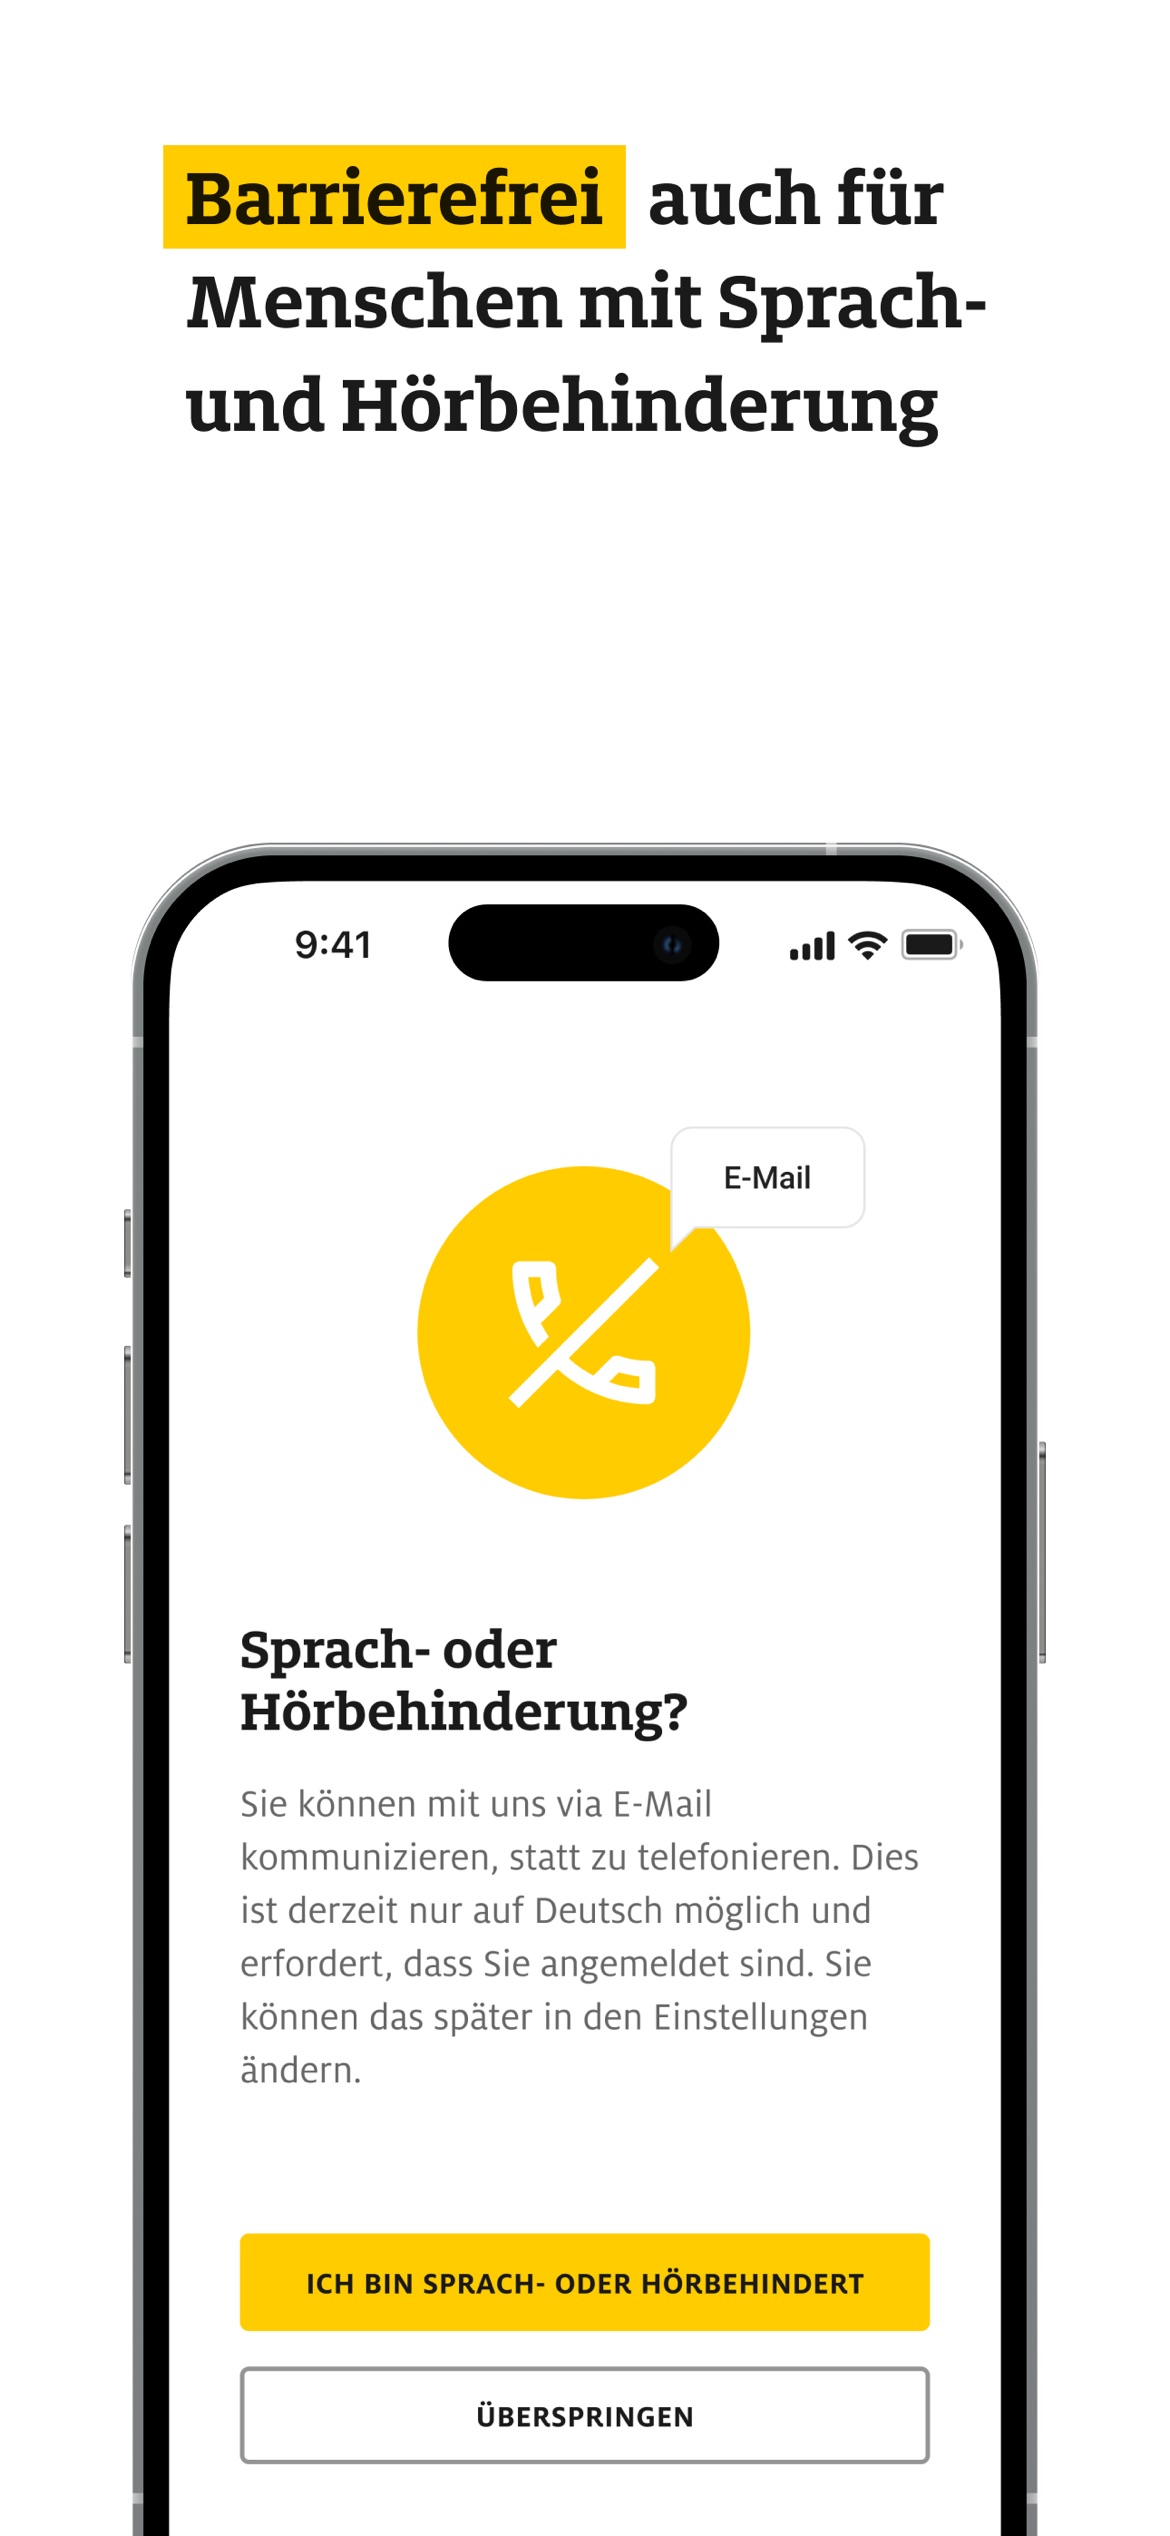 Barrierefrei auch für
Menschen mit Sprach-
und Hörbehinderung
9:41
E-Mail
Sprach- oder
Hörbehinderung?
Sie können mit uns via E-Mail
kommunizieren, statt zu telefonieren. Dies
ist derzeit nur auf Deutsch möglich und
erfordert, dass Sie angemeldet sind. Sie
können das später in den Einstellungen
ändern.
ICH BIN SPRACH- ODER HÖRBEHINDERT
ÜBERSPRINGEN